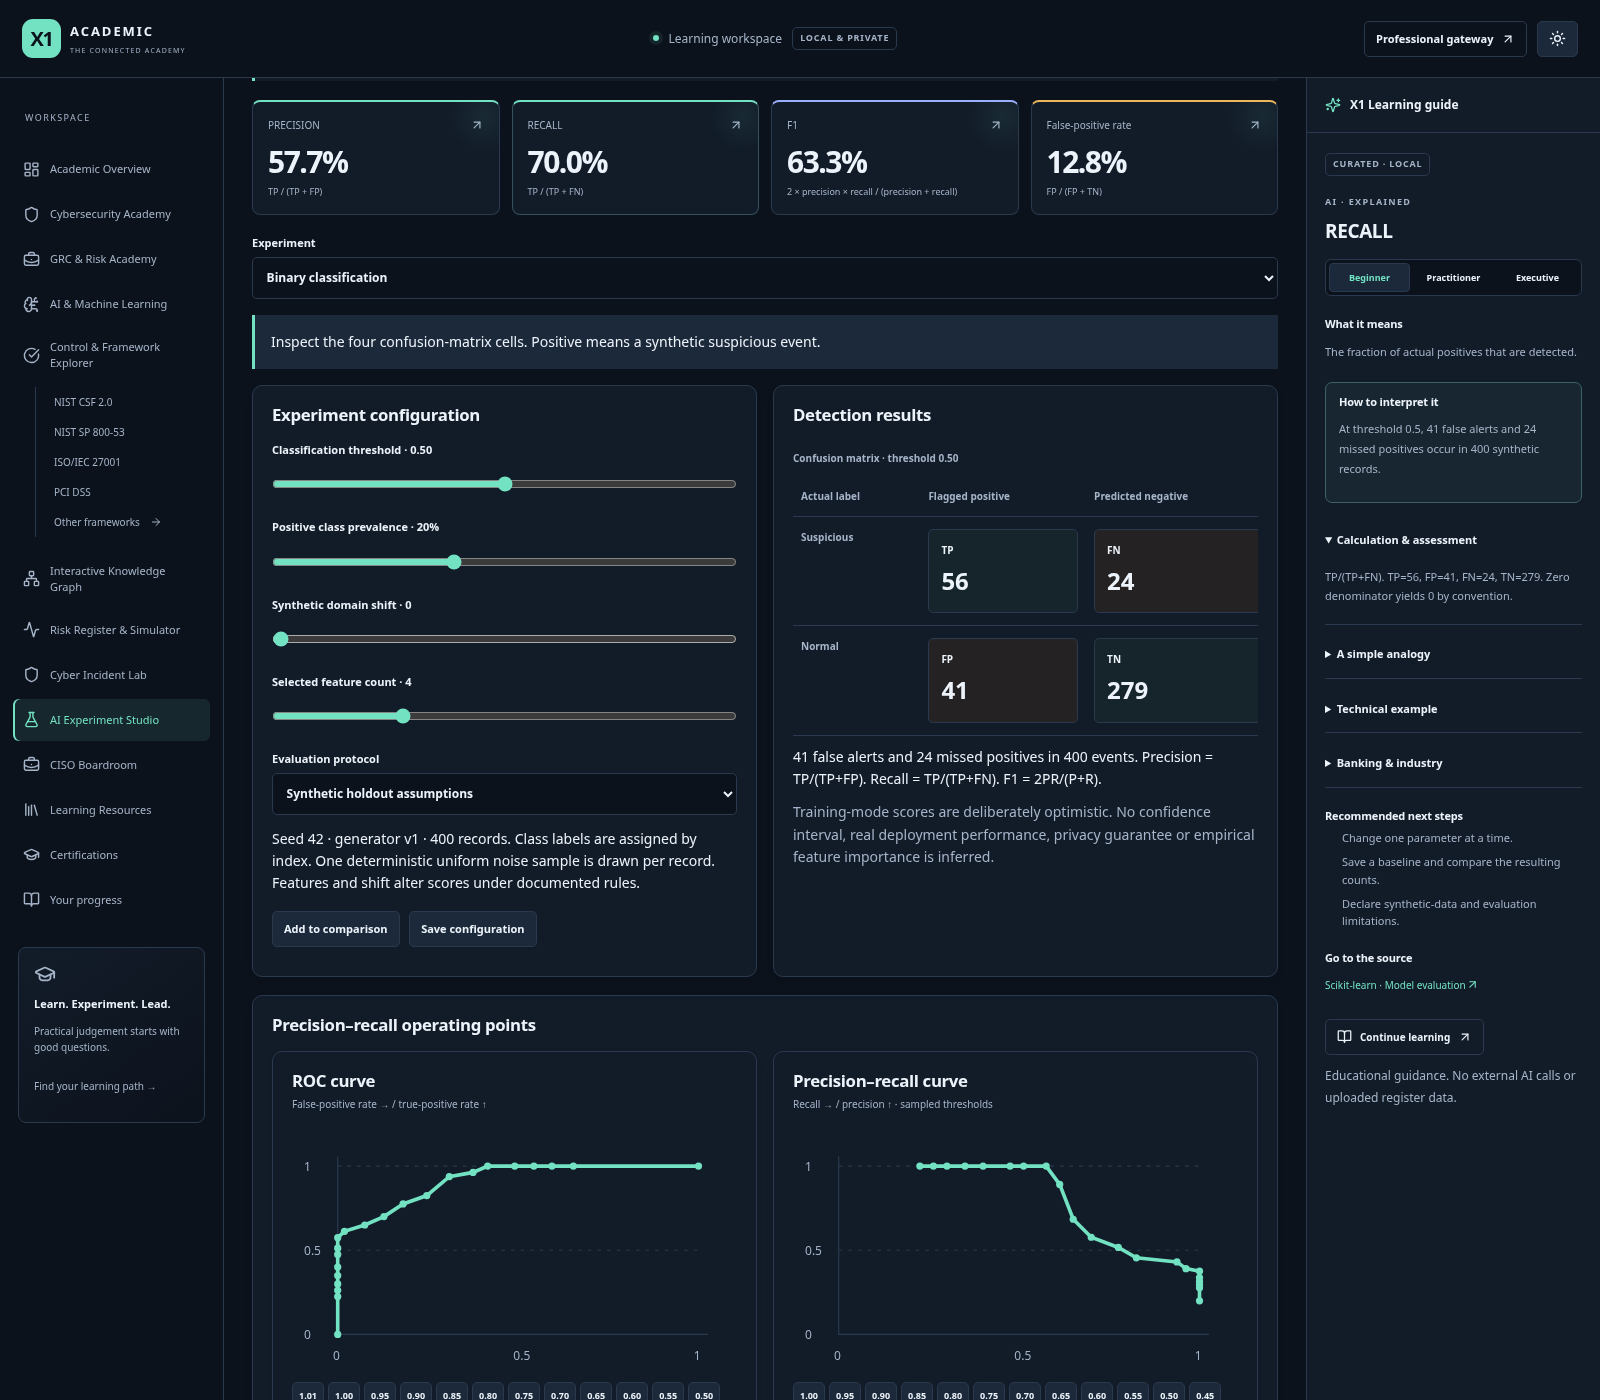 X1
ACADEMIC
THE CONNECTED ACADEMY
Learning workspace
LOCAL & PRIVATE
Professional gateway
WORKSPACE
Academic Overview
Cybersecurity Academy
GRC & Risk Academy
AI & Machine Learning
Control & Framework
Explorer
NIST CSF 2.0
NIST SP 800-53
ISO/IEC 27001
PCI DSS
Other frameworks →
Interactive Knowledge
Graph
Risk Register & Simulator
Cyber Incident Lab
AI Experiment Studio
CISO Boardroom
Learning Resources
Certifications
Your progress
Learn. Experiment. Lead.
Practical judgement starts with
good questions.
Find your learning path →
PRECISION
57.7%
TP / (TP + FP)
RECALL
70.0%
TP / (TP + FN)
F1
63.3%
2 × precision × recall / (precision + recall)
False-positive rate
12.8%
FP / (FP + TN)
Experiment
Binary classification
Inspect the four confusion-matrix cells. Positive means a synthetic suspicious event.
Experiment configuration
Classification threshold · 0.50
Positive class prevalence · 20%
Synthetic domain shift · 0
Selected feature count · 4
Evaluation protocol
Synthetic holdout assumptions
Seed 42 · generator v1 · 400 records. Class labels are assigned by
index. One deterministic uniform noise sample is drawn per record.
Features and shift alter scores under documented rules.
Add to comparison
Save configuration
Detection results
Confusion matrix · threshold 0.50
Actual label
Flagged positive
Predicted negative
Suspicious
TP
56
FN
24
Normal
FP
41
TN
279
41 false alerts and 24 missed positives in 400 events. Precision =
TP/(TP+FP). Recall = TP/(TP+FN). F1 = 2PR/(P+R).
Training-mode scores are deliberately optimistic. No confidence
interval, real deployment performance, privacy guarantee or empirical
feature importance is inferred.
Precision–recall operating points
ROC curve
False-positive rate → / true-positive rate ↑
1
0.5
0
0
0.5
1
1.01 1.00 0.95 0.90 0.85 0.80 0.75 0.70 0.65 0.60 0.55 0.50
Precision–recall curve
Recall → / precision ↑ · sampled thresholds
1
0.5
0
0
0.5
1
1.00 0.95 0.90 0.85 0.80 0.75 0.70 0.65 0.60 0.55 0.50 0.45
X1 Learning guide
CURATED · LOCAL
AI · EXPLAINED
RECALL
Beginner
Practitioner
Executive
What it means
The fraction of actual positives that are detected.
How to interpret it
At threshold 0.5, 41 false alerts and 24
missed positives occur in 400 synthetic
records.
Calculation & assessment
TP/(TP+FN). TP=56, FP=41, FN=24, TN=279. Zero
denominator yields 0 by convention.
A simple analogy
Technical example
Banking & industry
Recommended next steps
Change one parameter at a time.
Save a baseline and compare the resulting
counts.
Declare synthetic-data and evaluation
limitations.
Go to the source
Scikit-learn · Model evaluation
Continue learning
Educational guidance. No external AI calls or
uploaded register data.